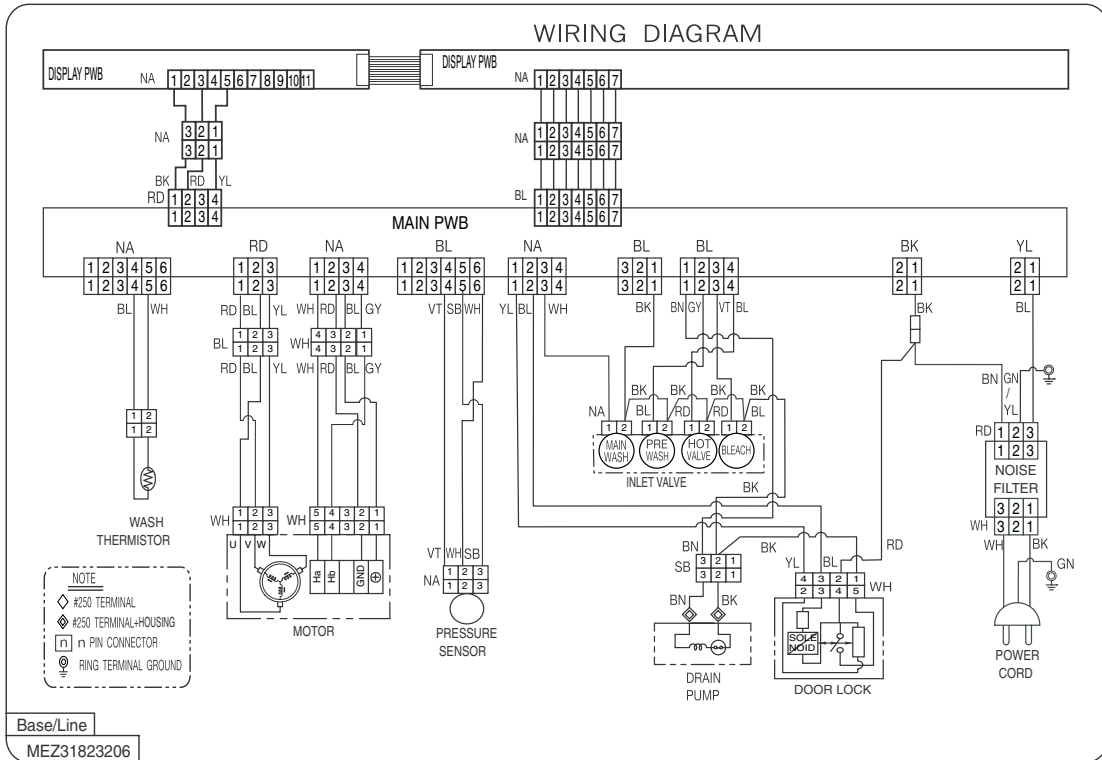 WIRING DIAGRAM
DISPLAY PWB
NA 1 2 3 4 5 6 7 8 9 10 11
DISPLAY PWB
NA 1 2 3 4 5 6 7
NA 3 2 1
3 2 1
NA 1 2 3 4 5 6 7
1 2 3 4 5 6 7
BK RD YL
RD 1 2 3 4
1 2 3 4
BL 1 2 3 4 5 6 7
1 2 3 4 5 6 7
MAIN PWB
NA RD NA BL NA BL BL BK YL
1 2 3 4 5 6 1 2 3 1 2 3 4 1 2 3 4 5 6 1 2 3 4 3 2 1 1 2 3 4 2 1 2 1
1 2 3 4 5 6 1 2 3 1 2 3 4 1 2 3 4 5 6 1 2 3 4 3 2 1 1 2 3 4 2 1 2 1
BL WH RD BL YL WH RD BL GY VT SB WH YL BL WH BK BN GY VT BL BK BL
BL 1 2 3 WH 4 3 2 1
1 2 3 4 3 2 1
RD BL YL WH RD BL GY
BN GN / YL
BK BK BK
NA BL RD RD BL
1 2 1 2 1 2 1 2
MAIN WASH
PRE WASH
HOT VALVE
BLEACH
INLET VALVE
BK
1 2
1 2
WASH THERMISTOR
RD 1 2 3
1 2 3
NOISE FILTER
3 2 1
WH 3 2 1
WH BK
GN
POWER CORD
WH 1 2 3 WH 5 4 3 2 1
1 2 3 5 4 3 2 1
U V W
Ha Hb GND
MOTOR
VT WH SB
NA 1 2 3
1 2 3
PRESSURE SENSOR
BN BK
SB 3 2 1
3 2 1
BN BK
DRAIN PUMP
YL BL RD
4 3 2 1 WH
2 3 4 5
SOLE NOID
DOOR LOCK
NOTE
#250 TERMINAL
#250 TERMINAL+HOUSING
n n PIN CONNECTOR
RING TERMINAL GROUND
Base/Line
MEZ31823206